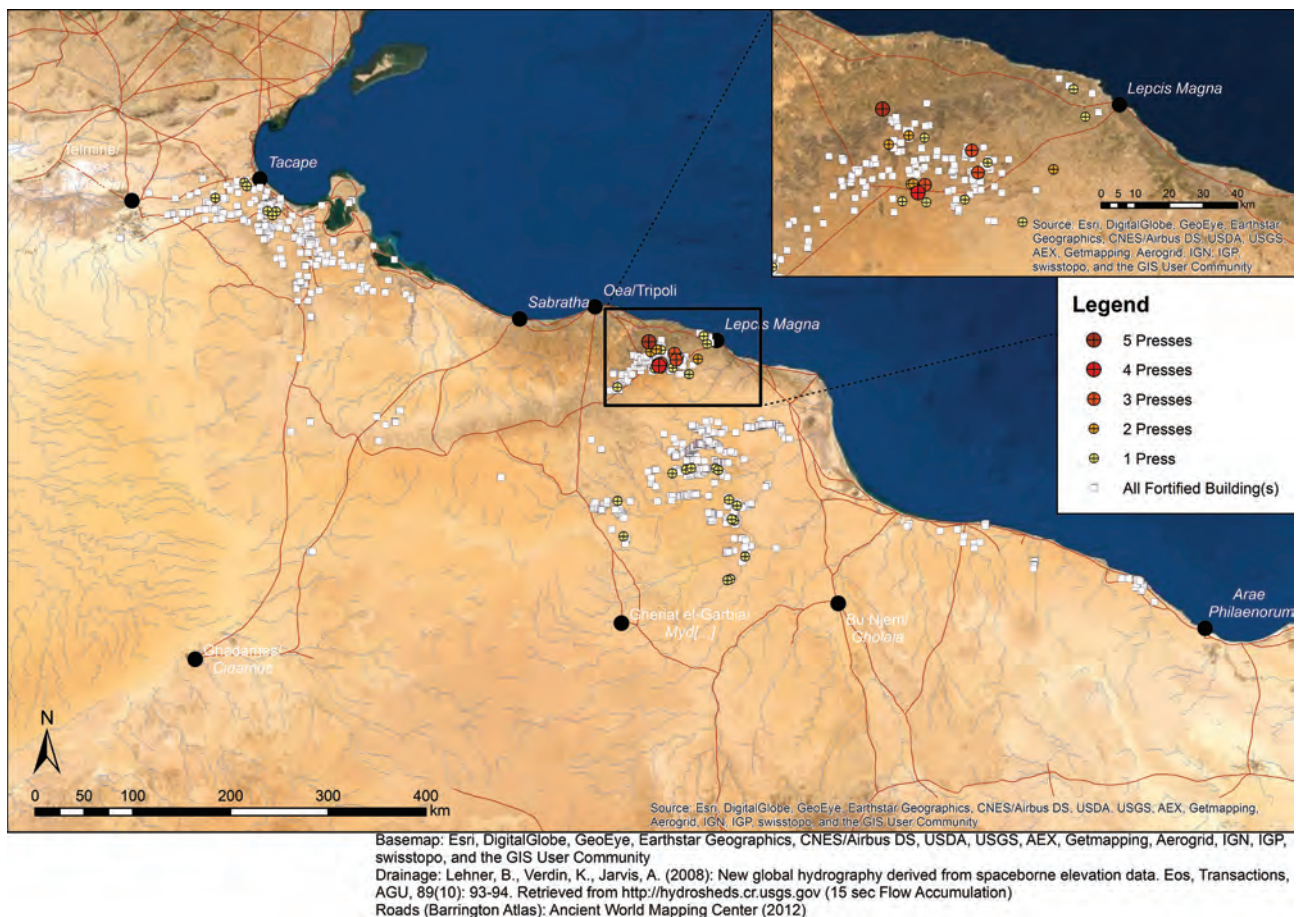 Lepcis Magna
0 5 10 20 30 40
km
Source: Esri, DigitalGlobe, GeoEye, Earthstar
Geographics, CNES/Airbus DS, USDA, USGS,
AEX, Getmapping, Aerogrid, IGN, IGP,
swisstopo, and the GIS User Community
Telmine/
Tacape
Sabratha
Oea/Tripoli
Lepcis Magna
Legend
5 Presses
4 Presses
3 Presses
2 Presses
1 Press
All Fortified Building(s)
Gheriat el-Garbia/
Myd[...]
Bu Njem/
Gholaia
Arae
Philaenorum
Ghadames/
Cidamus
N
0 50 100 200 300 400
km
Source: Esri, DigitalGlobe, GeoEye, Earthstar Geographics, CNES/Airbus DS, USDA, USGS, AEX, Getmapping,
Aerogrid, IGN, IGP, swisstopo, and the GIS User Community
Basemap: Esri, DigitalGlobe, GeoEye, Earthstar Geographics, CNES/Airbus DS, USDA, USGS, AEX, Getmapping, Aerogrid, IGN, IGP,
swisstopo, and the GIS User Community
Drainage: Lehner, B., Verdin, K., Jarvis, A. (2008): New global hydrography derived from spaceborne elevation data. Eos, Transactions,
AGU, 89(10): 93-94. Retrieved from http://hydrosheds.cr.usgs.gov (15 sec Flow Accumulation)
Roads (Barrington Atlas): Ancient World Mapping Center (2012)